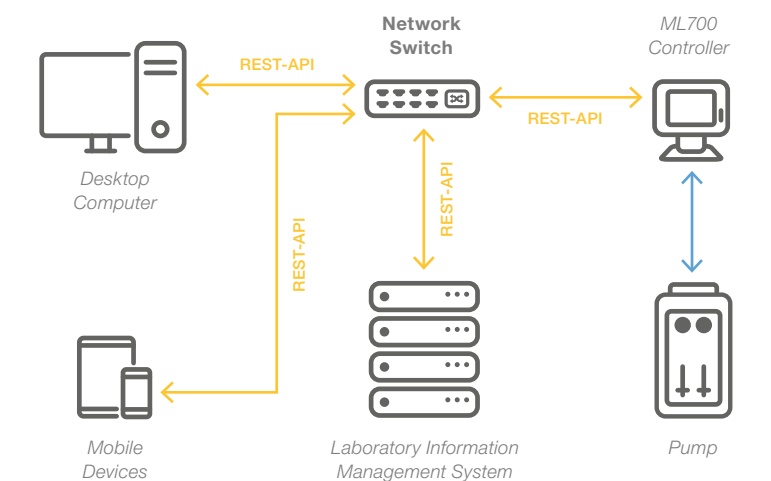 Network
Switch
ML700
Controller
REST-API
REST-API
Desktop
Computer
REST-API
REST-API
Mobile
Devices
Laboratory Information
Management System
Pump